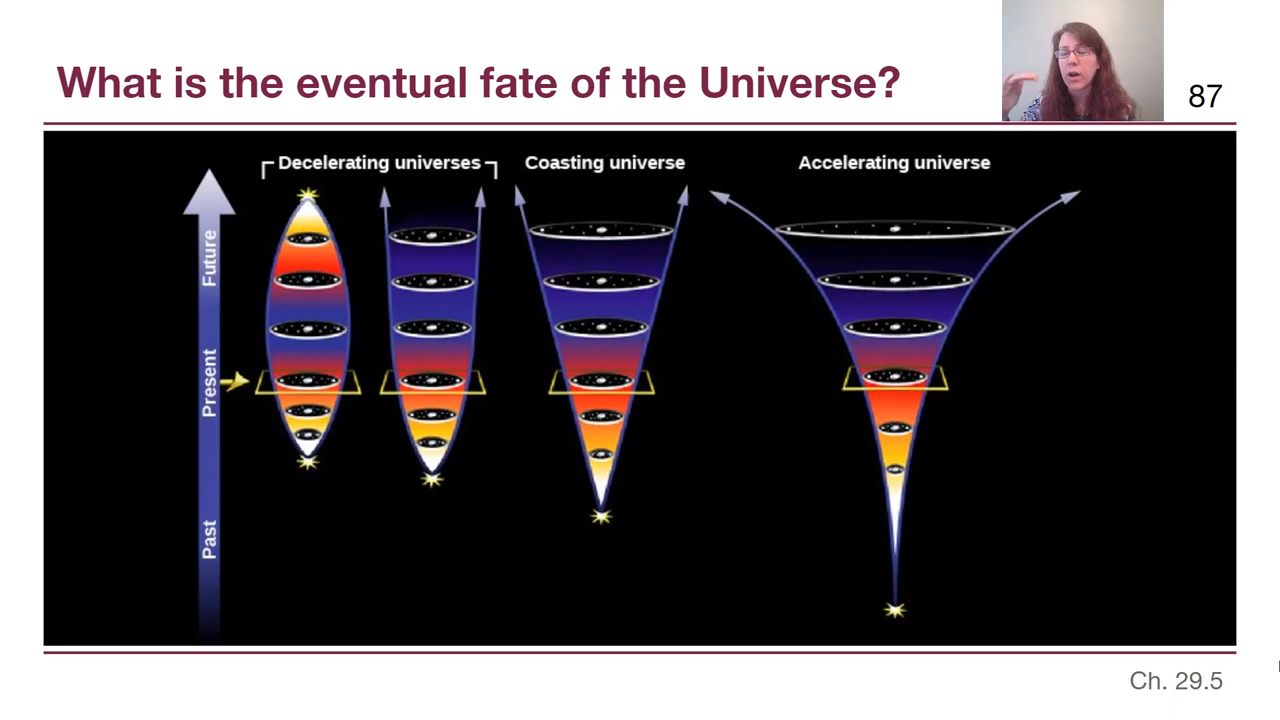 What is the eventual fate of the Universe?
87
Decelerating universes
Coasting universe
Accelerating universe
Future
Present
Past
Ch. 29.5